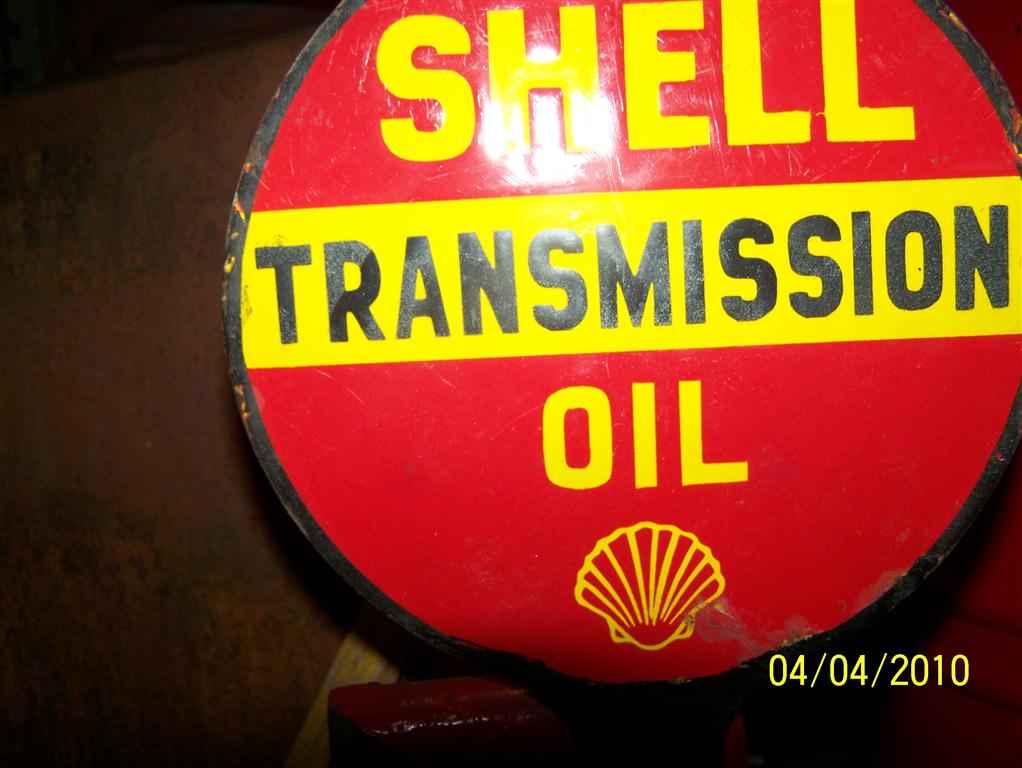 SHELL
TRANSMISSION
OIL
04/04/2010